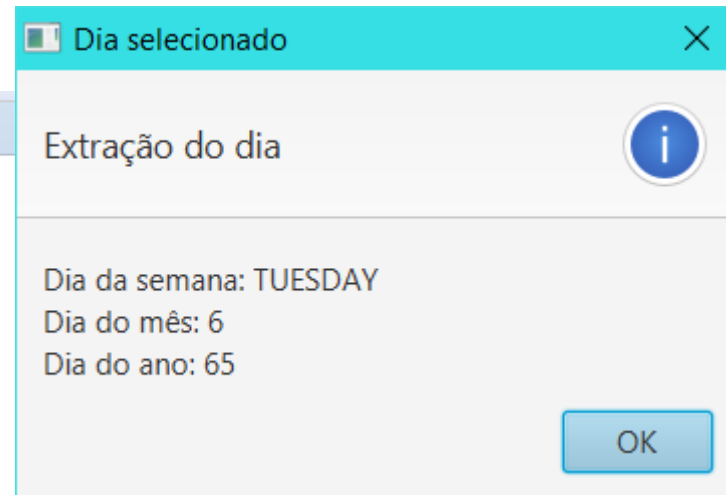 Dia selecionado
Extração do dia
Dia da semana: TUESDAY
Dia do mês: 6
Dia do ano: 65
OK